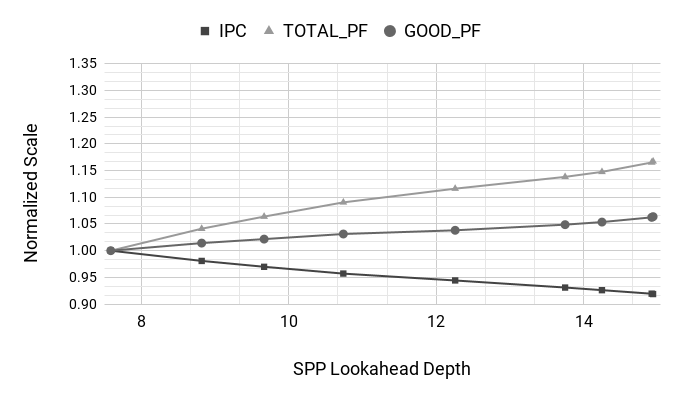 IPC TOTAL_PF GOOD_PF
1.35
1.30
1.25
1.20
1.15
1.10
1.05
1.00
0.95
0.90
Normalized Scale
8 10 12 14
SPP Lookahead Depth